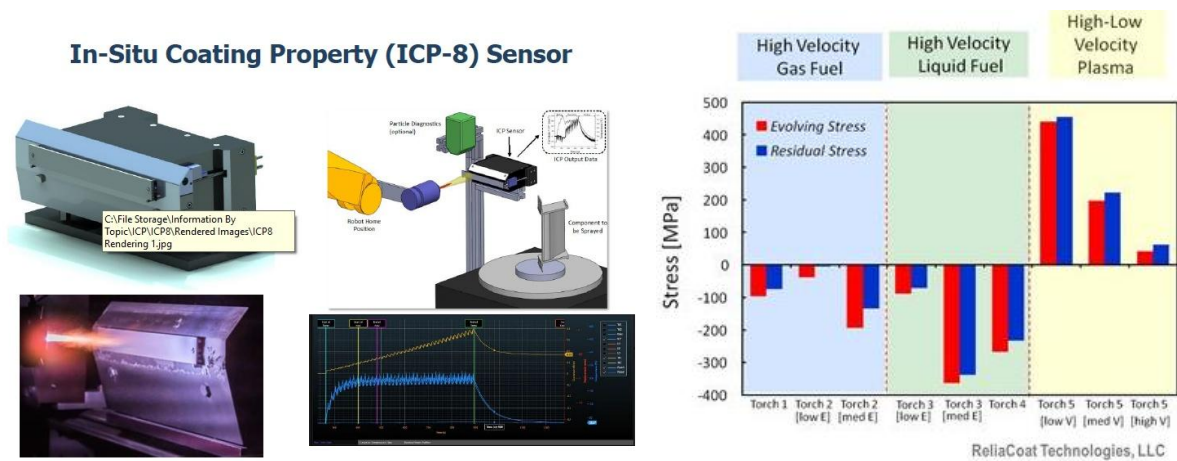 In-Situ Coating Property (ICP-8) Sensor
C:\File Storage\Information By
Topic\ICP\ICP8\Rendered Images\ICP8
Rendering 1.jpg
Particle Diagnostics
(optional)
ICP Sensor
ICP Output Data
Robot Home
Position
Component to
be Sprayed
High Velocity
Gas Fuel
High Velocity
Liquid Fuel
High-Low
Velocity
Plasma
Stress [MPa]
500
400
300
200
100
0
-100
-200
-300
-400
Evolving Stress
Residual Stress
Torch 1
Torch 2
[low E]
Torch 2
[med E]
Torch 3
[low E]
Torch 3
[med E]
Torch 4
Torch 5
[low V]
Torch 5
[med V]
Torch 5
[high V]
ReliaCoat Technologies, LLC